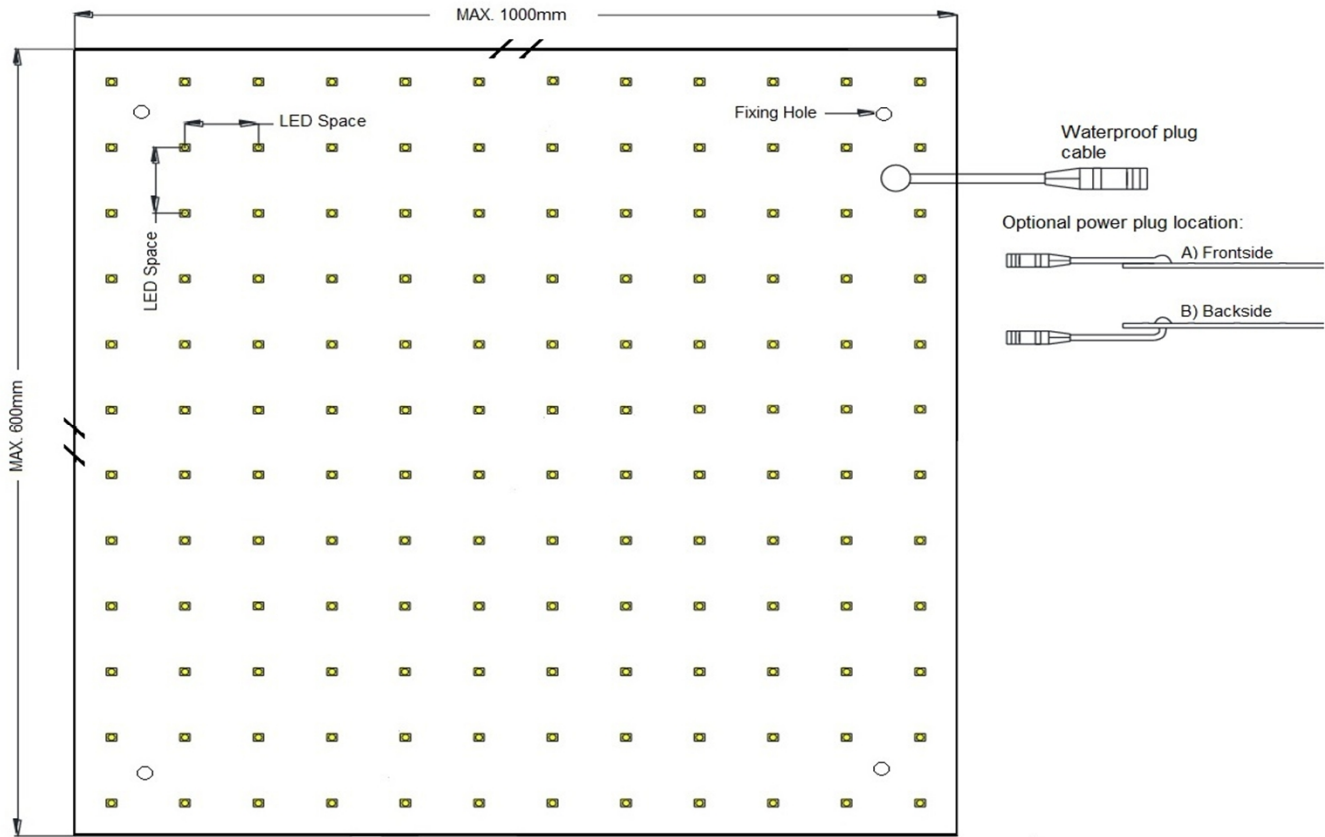 MAX. 1000mm
LED Space
Fixing Hole
Waterproof plug
cable
LED Space
Optional power plug location:
A) Frontside
B) Backside
MAX. 600mm